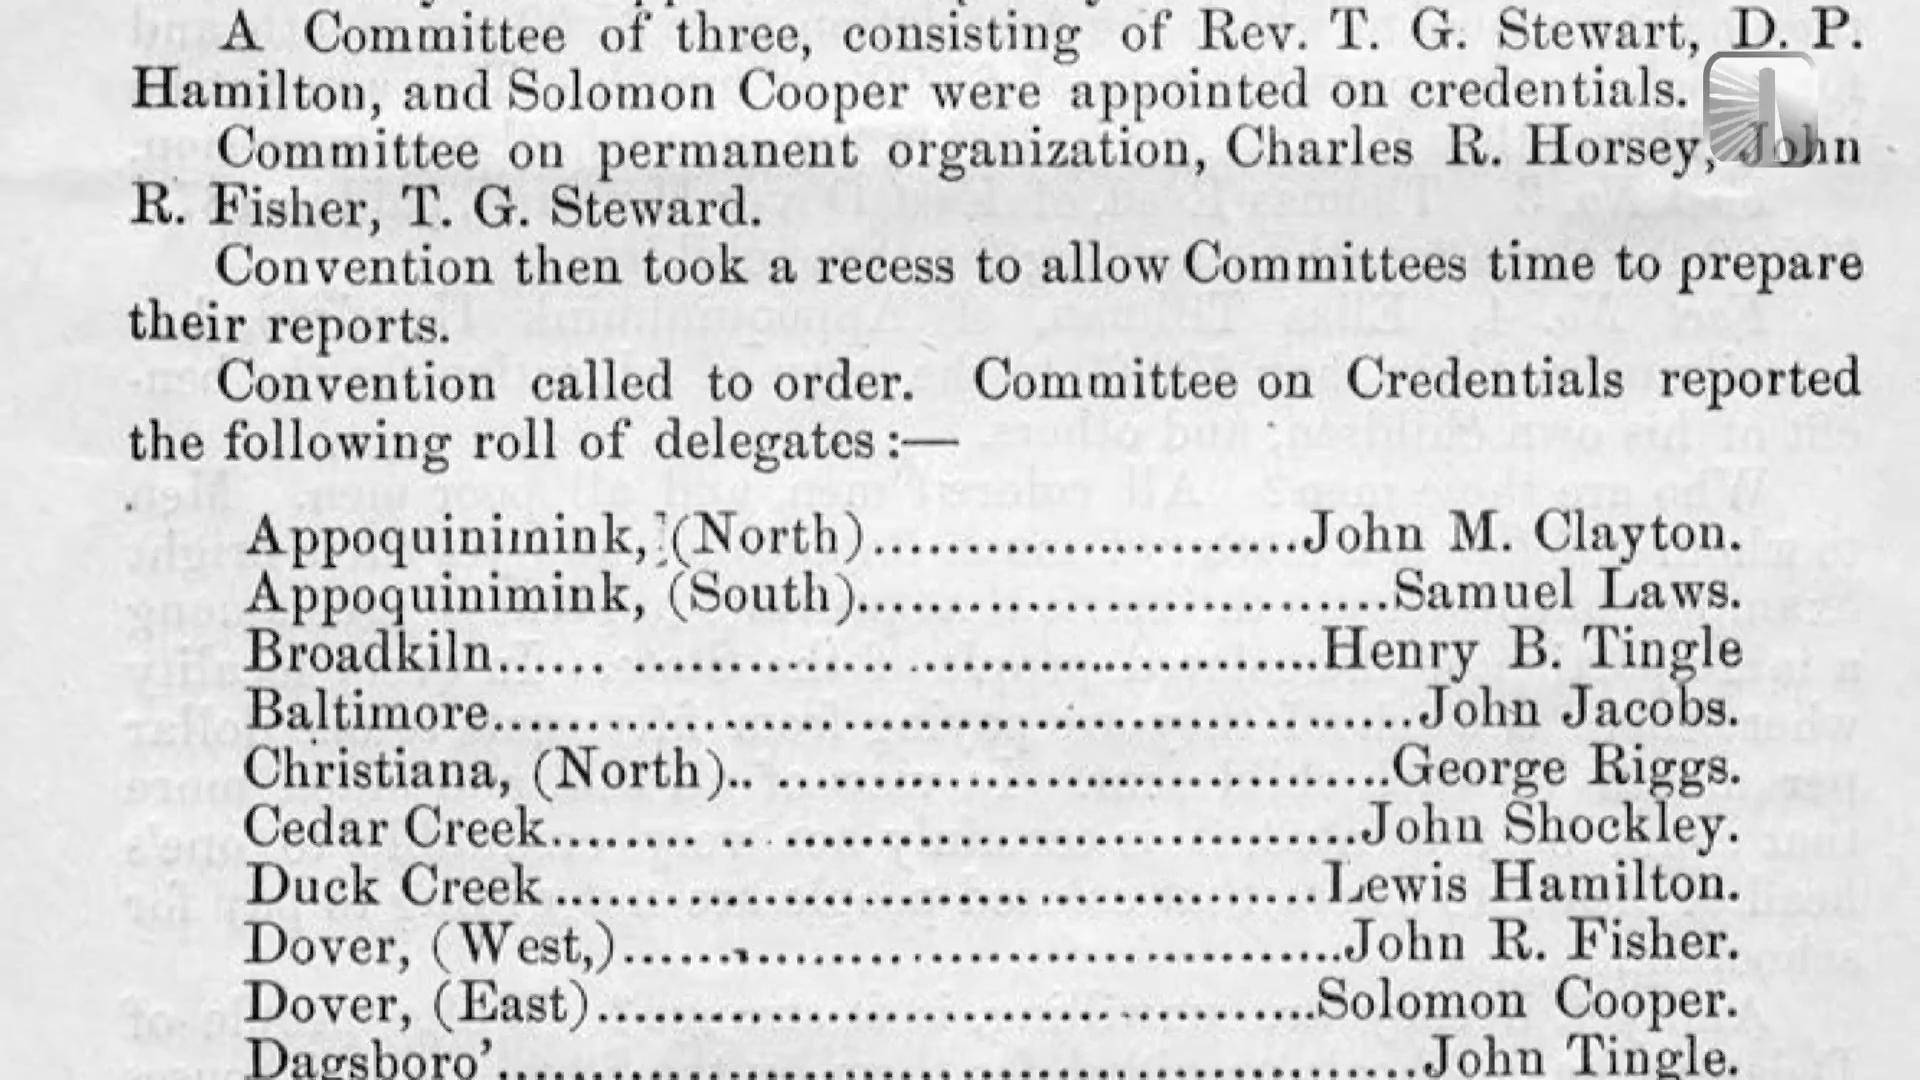 A Committee of three, consisting of Rev. T. G. Stewart, D. P.
Hamilton, and Solomon Cooper were appointed on credentials.
Committee on permanent organization, Charles R. Horsey, John
R. Fisher, T. G. Steward.
Convention then took a recess to allow Committees time to prepare
their reports.
Convention called to order. Committee on Credentials reported
the following roll of delegates :—
Appoquinimink, (North)..........................John M. Clayton.
Appoquinimink, (South)..............................Samuel Laws.
Broadkiln...... ......................................Henry B. Tingle
Baltimore....................................................John Jacobs.
Christiana, (North).. ..................................George Riggs.
Cedar Creek........ .. ................................John Shockley.
Duck Creek..........................................Lewis Hamilton.
Dover, (West,)........................................John R. Fisher.
Dover, (East)........................................Solomon Cooper.
Dagsboro'....................................................John Tingle.